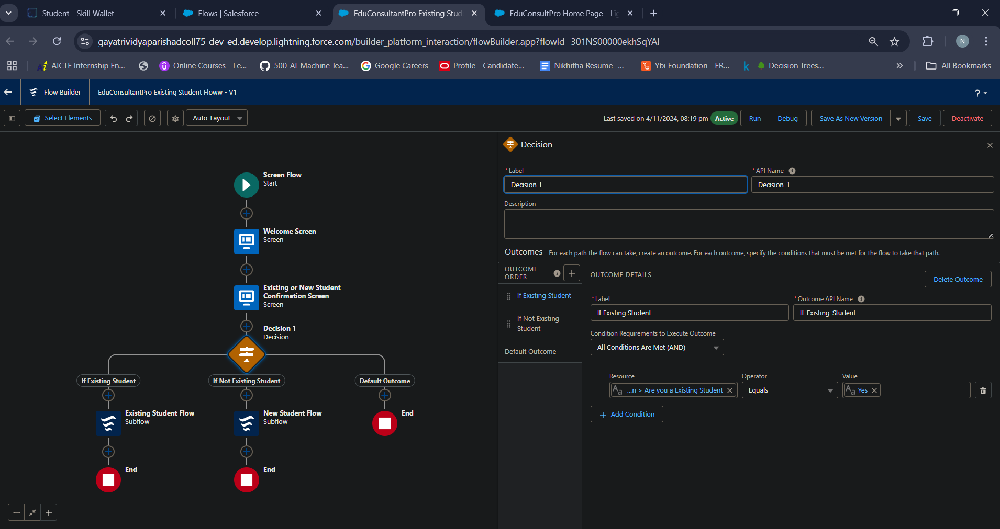 Student - Skill Wallet
Flows | Salesforce
EduConsultantPro Existing Stud
EduConsultPro Home Page - Lig
gayatrividyaparishadcoll75-dev-ed.develop.lightning.force.com/builder_platform_interaction/flowBuilder.app?flowId=301NS00000ekhSqYAI
N
AICTE Internship En...
Online Courses - Le...
500-AI-Machine-lea...
Google Careers
Profile - Candidate...
Nikhitha Resume -...
Ybi Foundation - FR...
Decision Trees...
All Bookmarks
Flow Builder
EduConsultantPro Existing Student Floww - V1
?
Select Elements
Auto-Layout
Last saved on 4/11/2024, 08:19 pm
Active
Run
Debug
Save As New Version
Save
Deactivate
Screen Flow
Start
Welcome Screen
Screen
Existing or New Student
Confirmation Screen
Screen
Decision 1
Decision
If Existing Student
If Not Existing Student
Default Outcome
Existing Student Flow
Subflow
New Student Flow
Subflow
End
End
End
Decision
* Label
* API Name
Decision 1
Decision_1
Description
Outcomes For each path the flow can take, create an outcome. For each outcome, specify the conditions that must be met for the flow to take that path.
OUTCOME
ORDER
If Existing Student
If Not Existing
Student
Default Outcome
OUTCOME DETAILS
Delete Outcome
* Label
* Outcome API Name
If Existing Student
If_Existing_Student
Condition Requirements to Execute Outcome
All Conditions Are Met (AND)
Resource
Operator
Value
Aa ...n > Are you a Existing Student
Equals
Aa Yes
Add Condition